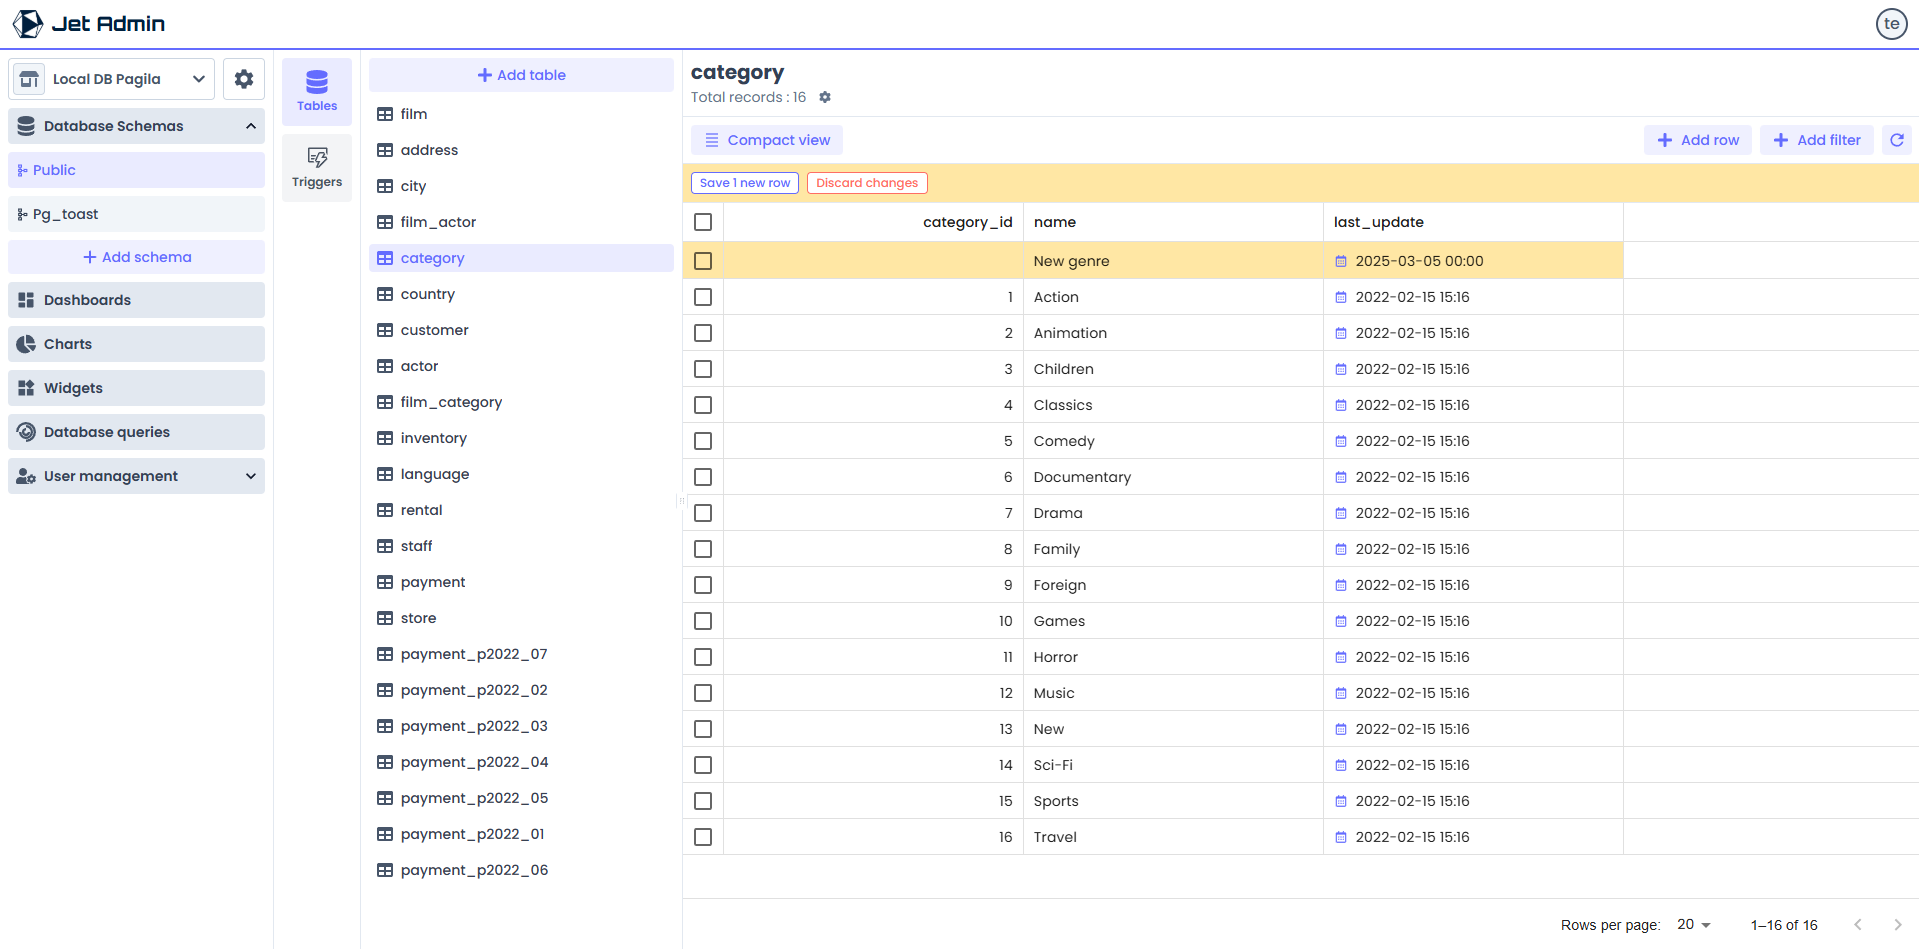 Jet Admin
te
Local DB Pagila
Database Schemas
Public
Pg_toast
Add schema
Dashboards
Charts
Widgets
Database queries
User management
Tables
Triggers
Add table
film
address
city
film_actor
category
country
customer
actor
film_category
inventory
language
rental
staff
payment
store
payment_p2022_07
payment_p2022_02
payment_p2022_03
payment_p2022_04
payment_p2022_05
payment_p2022_01
payment_p2022_06
category
Total records : 16
Compact view
Add row
Add filter
Save 1 new row Discard changes
category_id name last_update
New genre 2025-03-05 00:00
1 Action 2022-02-15 15:16
2 Animation 2022-02-15 15:16
3 Children 2022-02-15 15:16
4 Classics 2022-02-15 15:16
5 Comedy 2022-02-15 15:16
6 Documentary 2022-02-15 15:16
7 Drama 2022-02-15 15:16
8 Family 2022-02-15 15:16
9 Foreign 2022-02-15 15:16
10 Games 2022-02-15 15:16
11 Horror 2022-02-15 15:16
12 Music 2022-02-15 15:16
13 New 2022-02-15 15:16
14 Sci-Fi 2022-02-15 15:16
15 Sports 2022-02-15 15:16
16 Travel 2022-02-15 15:16
Rows per page: 20 1–16 of 16